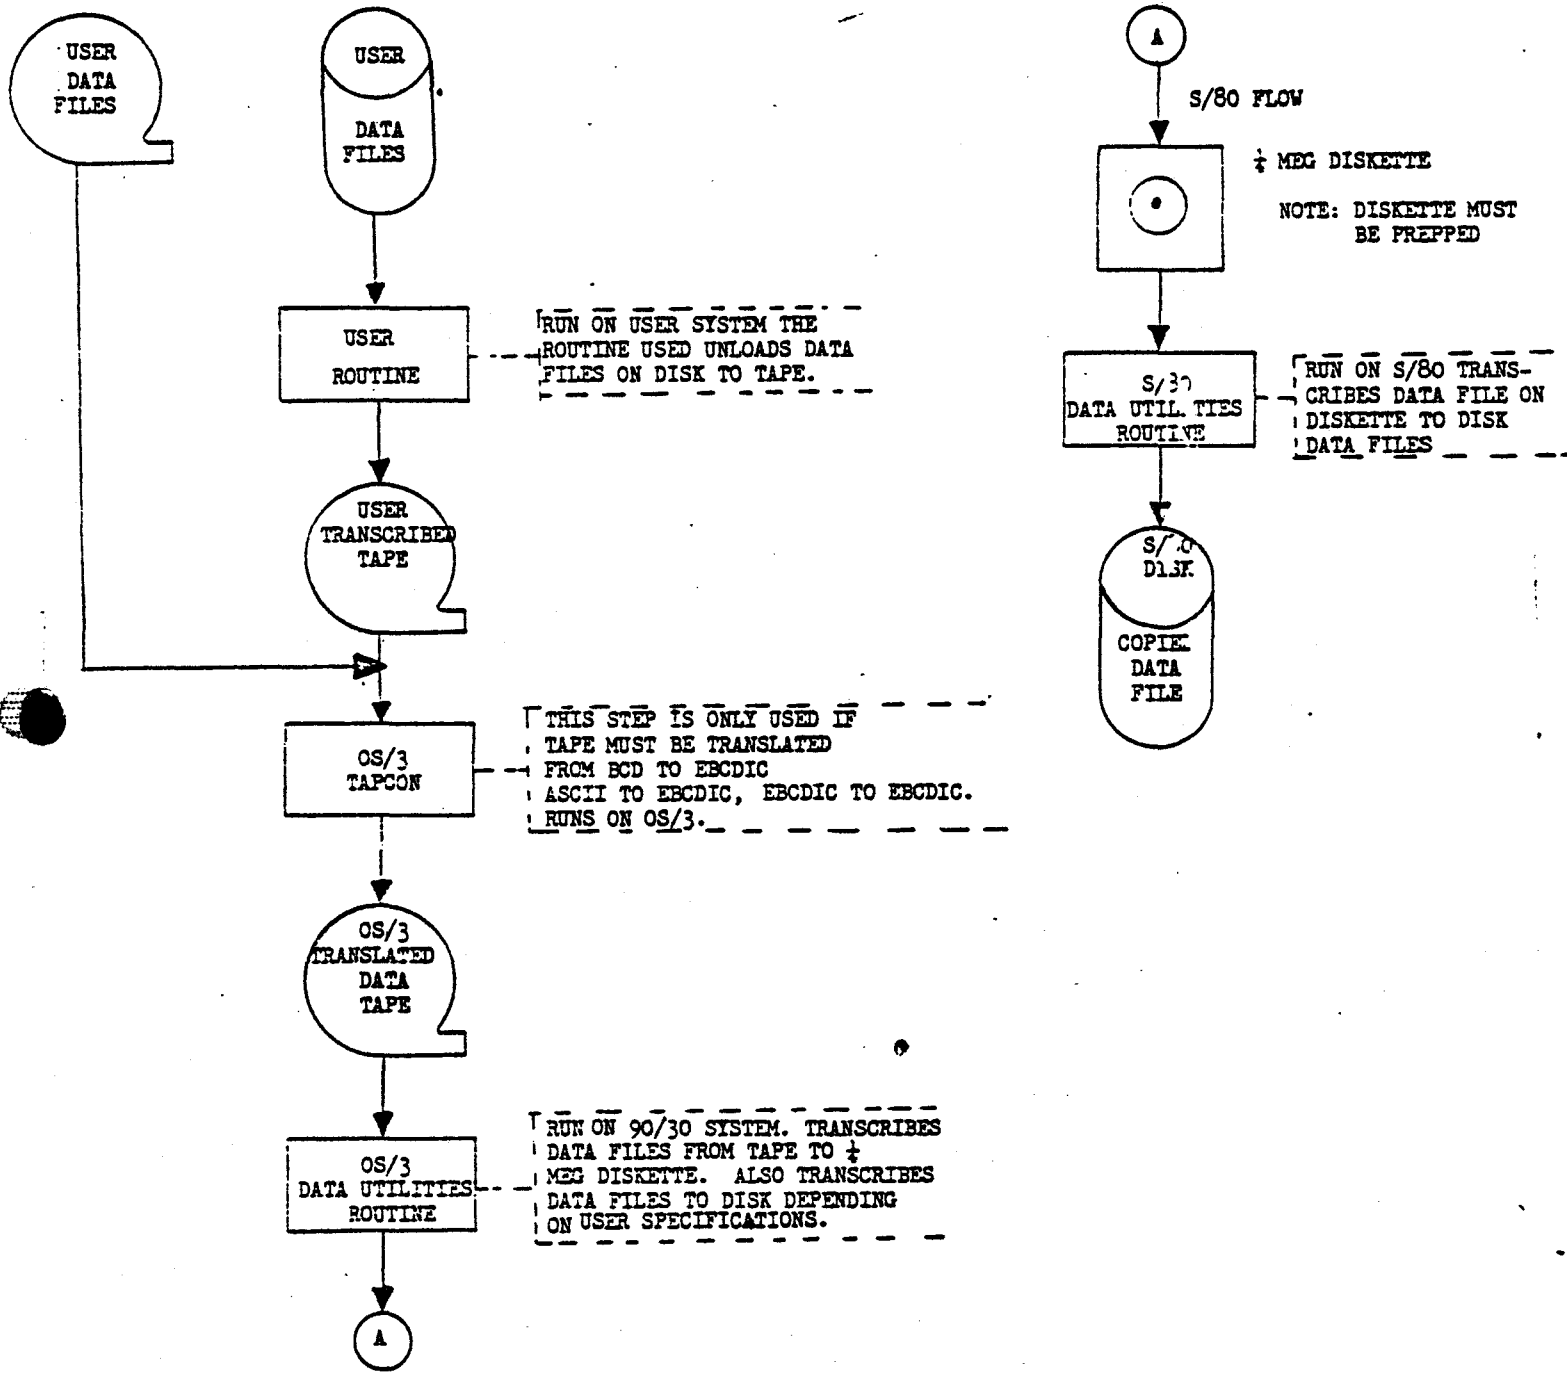 USER
DATA
FILES
USER
DATA
FILES
USER
ROUTINE
RUN ON USER SYSTEM THE
ROUTINE USED UNLOADS DATA
FILES ON DISK TO TAPE.
USER
TRANSCRIBED
TAPE
OS/3
TAPCON
THIS STEP IS ONLY USED IF
TAPE MUST BE TRANSLATED
FROM BCD TO EBCDIC
ASCII TO EBCDIC, EBCDIC TO EBCDIC.
RUNS ON OS/3.
OS/3
TRANSLATED
DATA
TAPE
OS/3
DATA UTILITIES
ROUTINE
RUN ON 90/30 SYSTEM. TRANSCRIBES
DATA FILES FROM TAPE TO ¼
MEG DISKETTE. ALSO TRANSCRIBES
DATA FILES TO DISK DEPENDING
ON USER SPECIFICATIONS.
A
A
S/80 FLOW
¼ MEG DISKETTE
NOTE: DISKETTE MUST
BE PREPPED
S/80
DATA UTILITIES
ROUTINE
RUN ON S/80 TRANS-
CRIBES DATA FILE ON
DISKETTE TO DISK
DATA FILES
S/80
DISK
COPIED
DATA
FILE